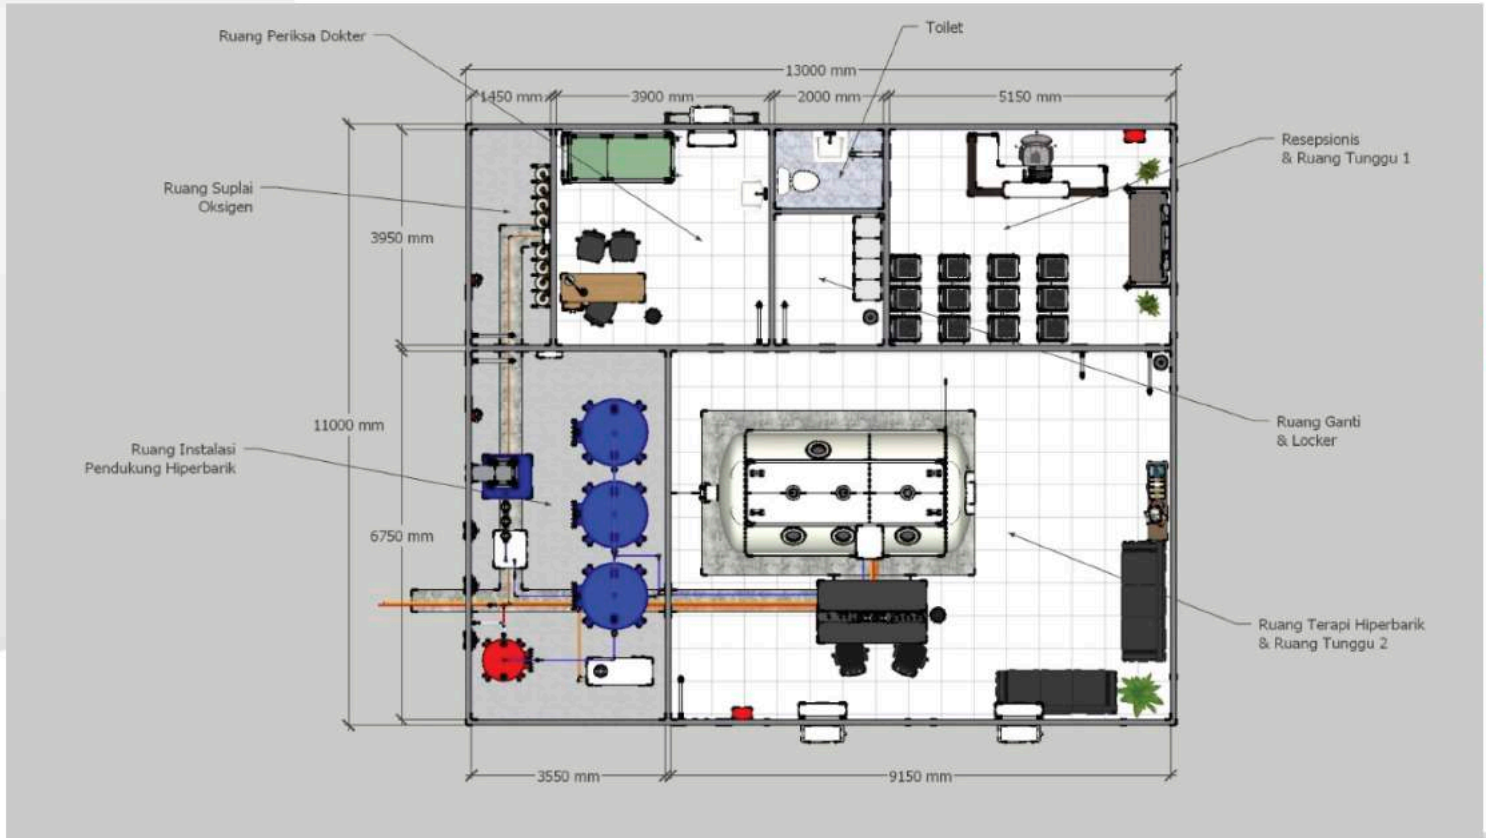 Ruang Periksa Dokter
Toilet
13000 mm
1450 mm
3900 mm
2000 mm
5150 mm
Resepsionis
& Ruang Tunggu 1
Ruang Suplai
Oksigen
3950 mm
11000 mm
Ruang Ganti
& Locker
Ruang Instalasi
Pendukung Hiperbarik
6750 mm
Ruang Terapi Hiperbarik
& Ruang Tunggu 2
3550 mm
9150 mm